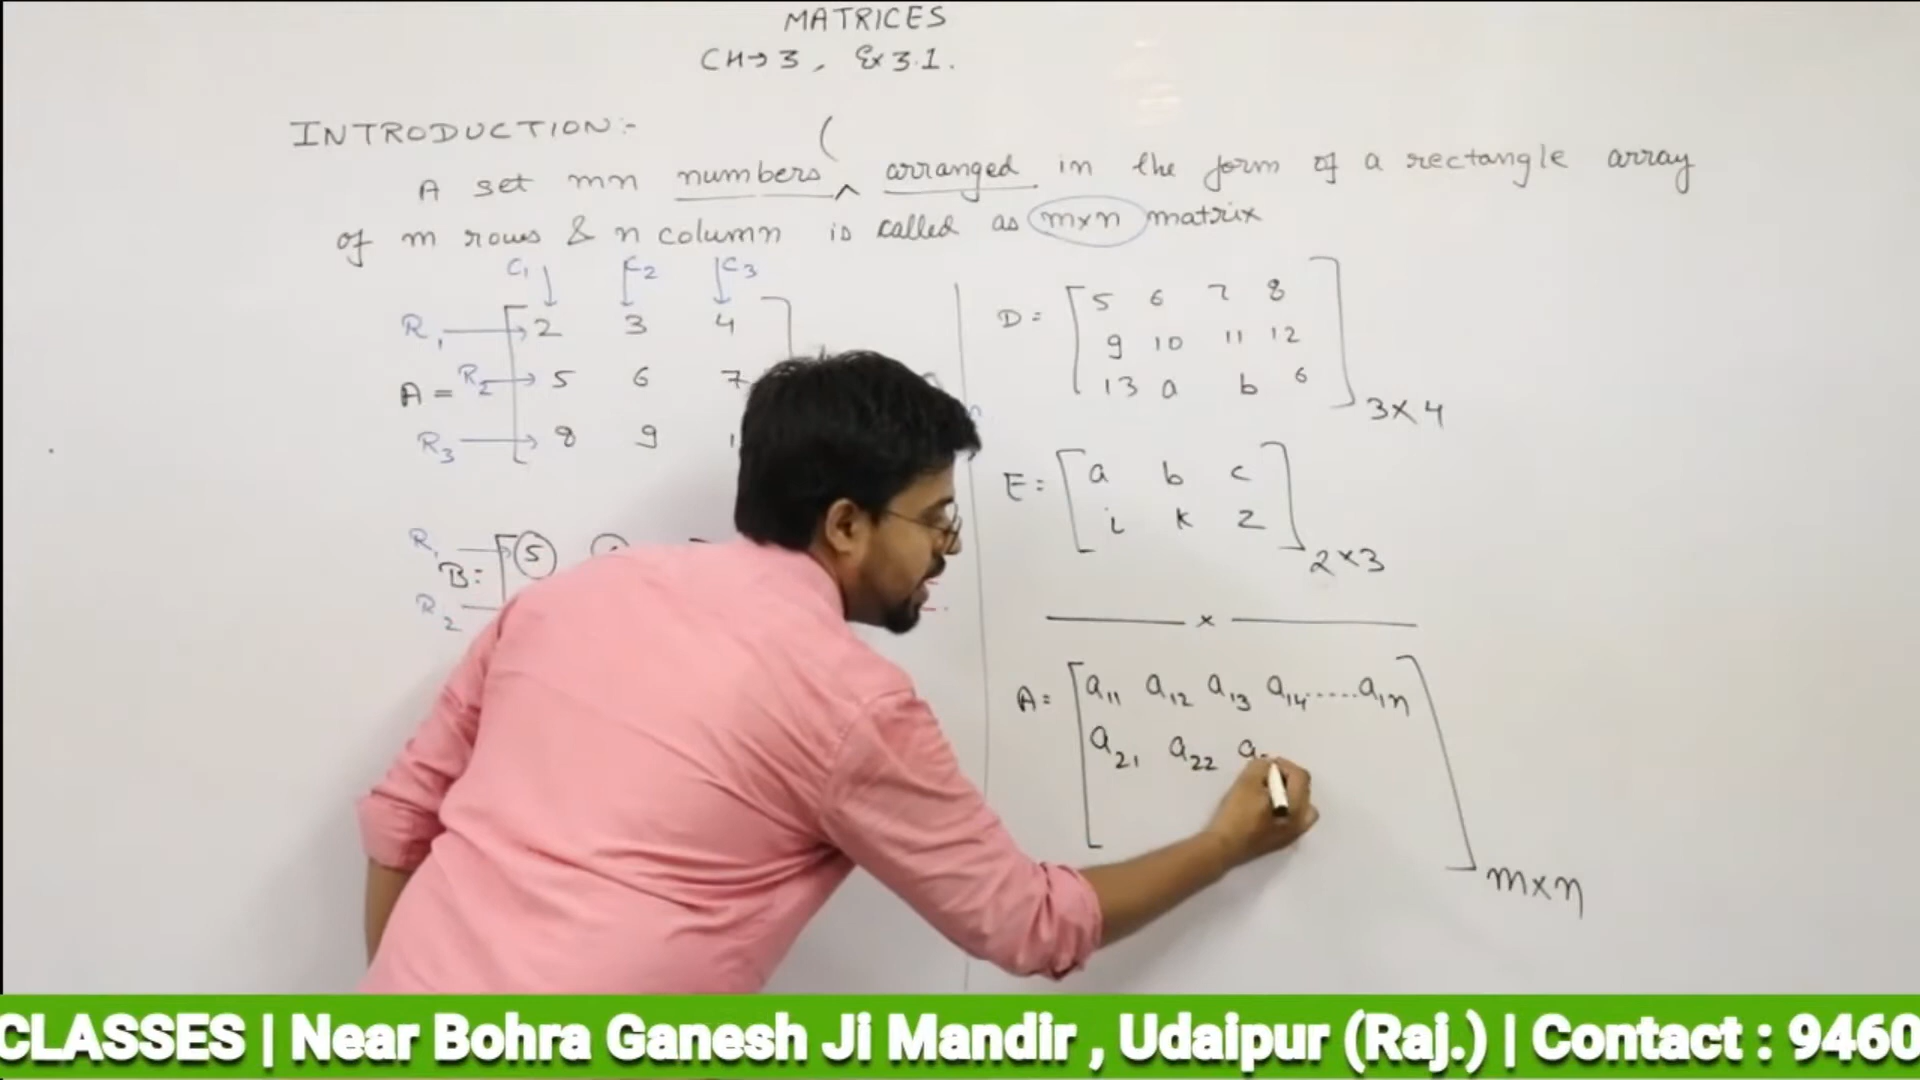 MATRICES
CH→3, Ex 3.1.
INTRODUCTION:-
(
A set mn numbers ^ arranged in the form of a rectangle array
of m rows & n column is called as m×n matrix
C1 C2 C3
R1 → 2 3 4
A = R2 → 5 6 7
R3 → 8 9
R1
B = 5
R2
D = 5 6 7 8
9 10 11 12
13 a b 6
3×4
E = a b c
i k z
2×3
×
A = a11 a12 a13 a14 ..... a1n
a21 a22 a
m×n
CLASSES | Near Bohra Ganesh Ji Mandir , Udaipur (Raj.) | Contact : 9460